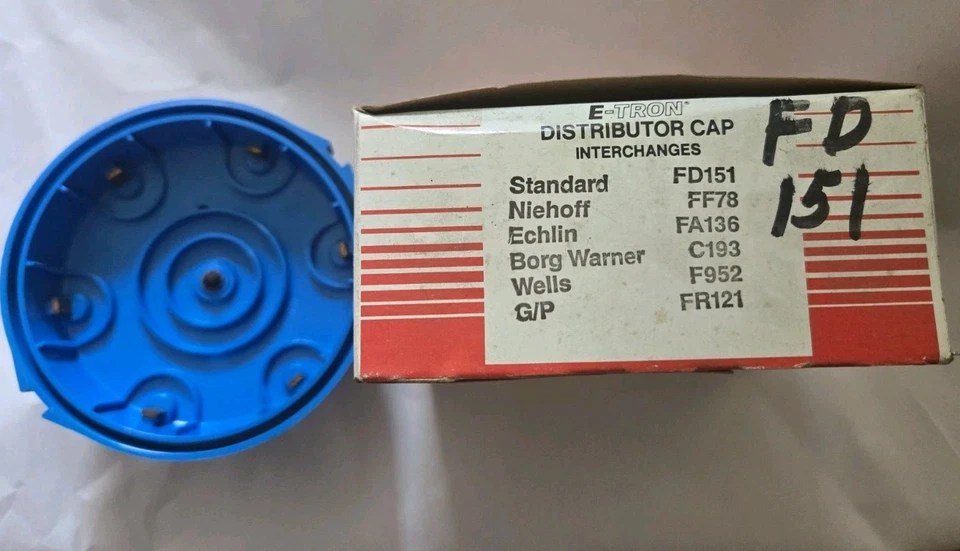 E-TRON®
DISTRIBUTOR CAP
INTERCHANGES
Standard FD151
Niehoff FF78
Echlin FA136
Borg Warner C193
Wells F952
G/P FR121
FD
151